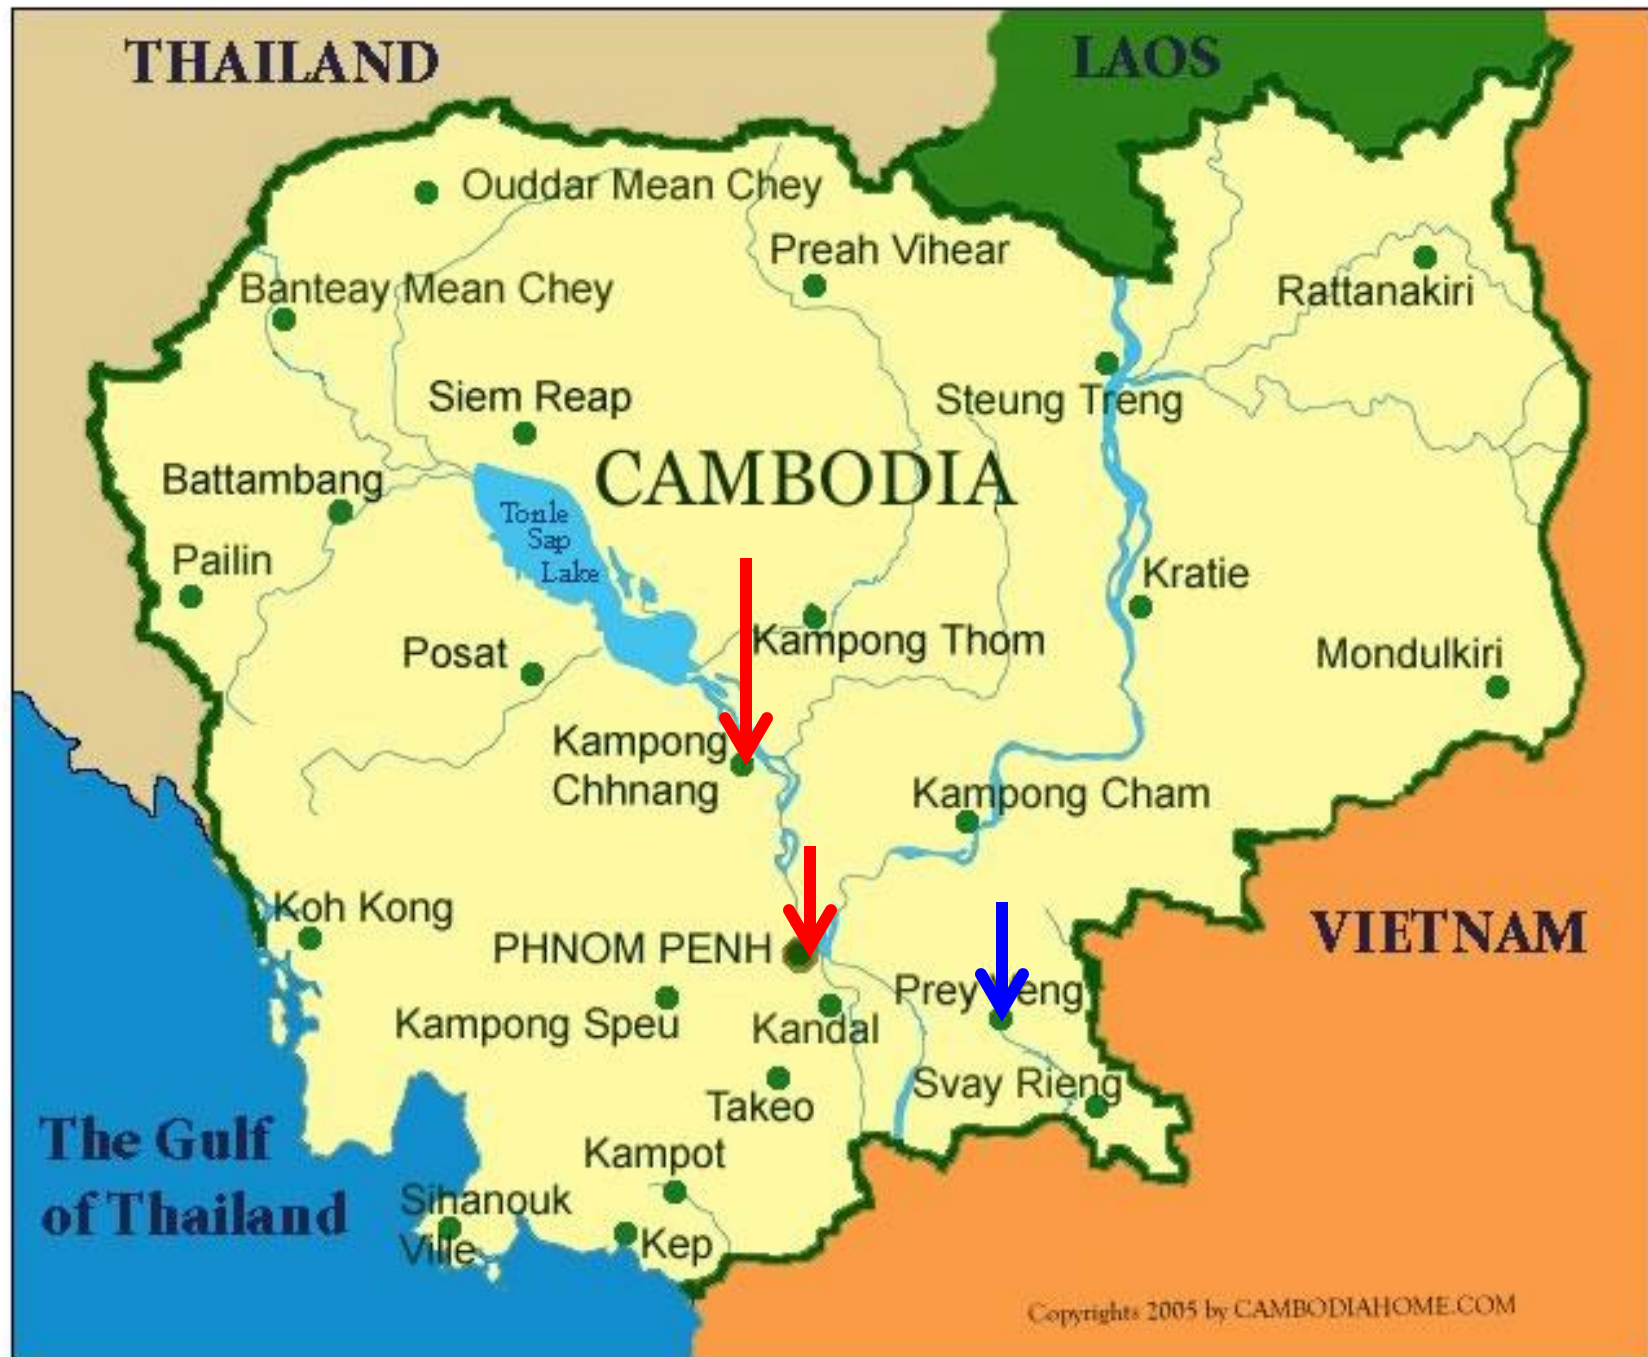 THAILAND
LAOS
Ouddar Mean Chey
Preah Vihear
Banteay Mean Chey
Rattanakiri
Siem Reap
Steung Treng
CAMBODIA
Battambang
Tonle
Sap
Lake
Pailin
Kratie
Kampong Thom
Posat
Mondulkiri
Kampong
Chhnang
Kampong Cham
Koh Kong
VIETNAM
PHNOM PENH
Prey Veng
Kampong Speu
Kandal
Svay Rieng
Takeo
The Gulf
of Thailand
Kampot
Sihanouk
Ville
Kep
Copyrights 2005 by CAMBODIAHOME.COM